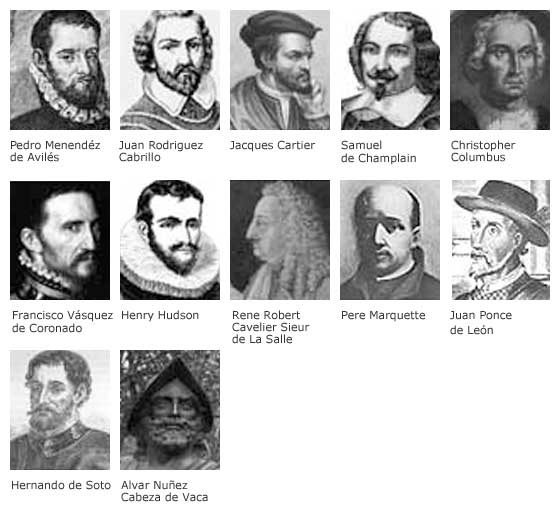 Pedro Menendéz
de Avilés
Juan Rodriguez
Cabrillo
Jacques Cartier
Samuel
de Champlain
Christopher
Columbus
Francisco Vásquez
de Coronado
Henry Hudson
Rene Robert
Cavelier Sieur
de La Salle
Pere Marquette
Juan Ponce
de León
Hernando de Soto
Alvar Nuñez
Cabeza de Vaca